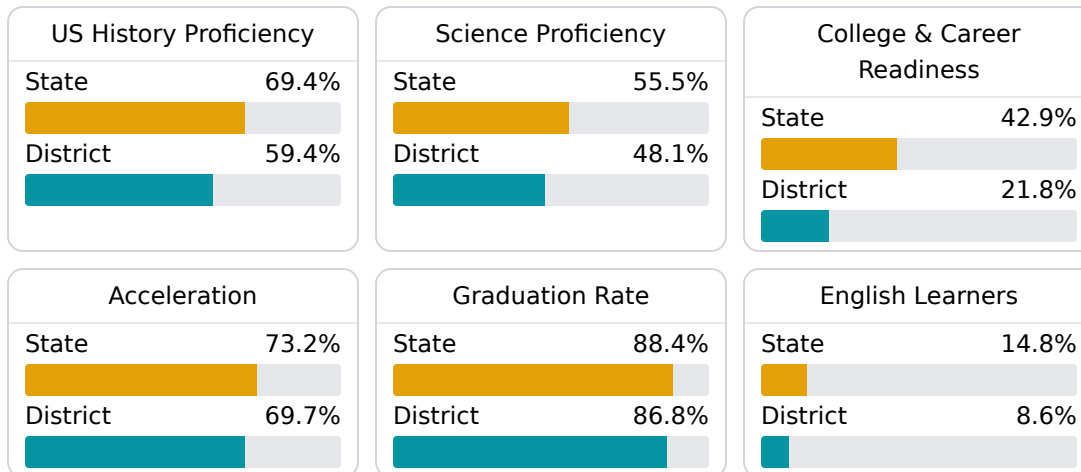 US History Proficiency
State 69.4%
District 59.4%
Science Proficiency
State 55.5%
District 48.1%
College & Career
Readiness
State 42.9%
District 21.8%
Acceleration
State 73.2%
District 69.7%
Graduation Rate
State 88.4%
District 86.8%
English Learners
State 14.8%
District 8.6%